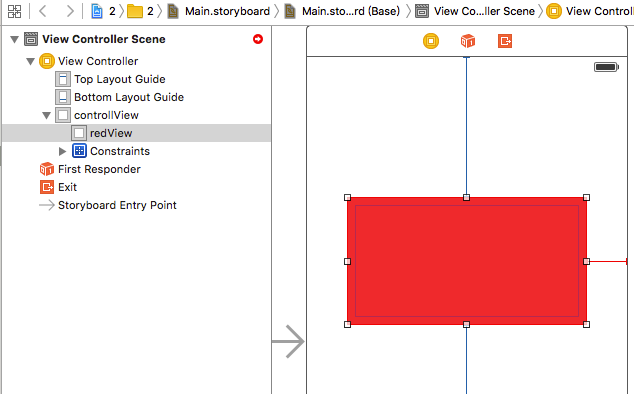 2 2 Main.storyboard Main.sto...rd (Base) View Co...ller Scene View Control
View Controller Scene
View Controller
Top Layout Guide
Bottom Layout Guide
controllView
redView
Constraints
First Responder
Exit
Storyboard Entry Point